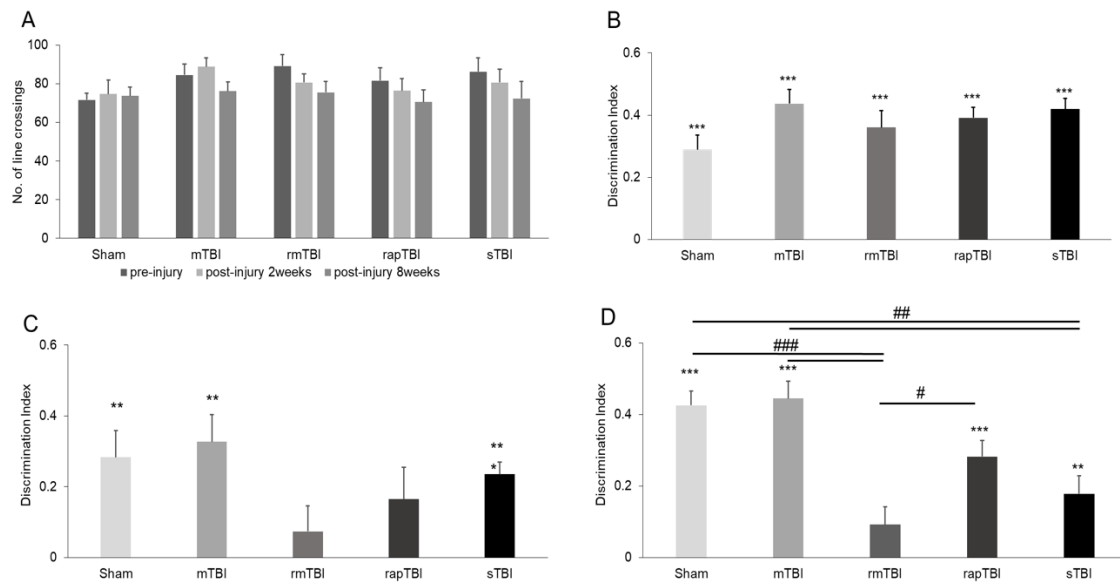 A
No. of line crossings
100
80
60
40
20
0
Sham mTBI rmTBI rapTBI sTBI
pre-injury post-injury 2weeks post-injury 8weeks
B
Discrimination Index
0.6
0.4
0.2
0
*** *** *** *** ***
Sham mTBI rmTBI rapTBI sTBI
C
Discrimination Index
0.6
0.4
0.2
0
** ** **
*
Sham mTBI rmTBI rapTBI sTBI
D
Discrimination Index
0.6
0.4
0.2
0
##
###
#
*** *** *** **
Sham mTBI rmTBI rapTBI sTBI